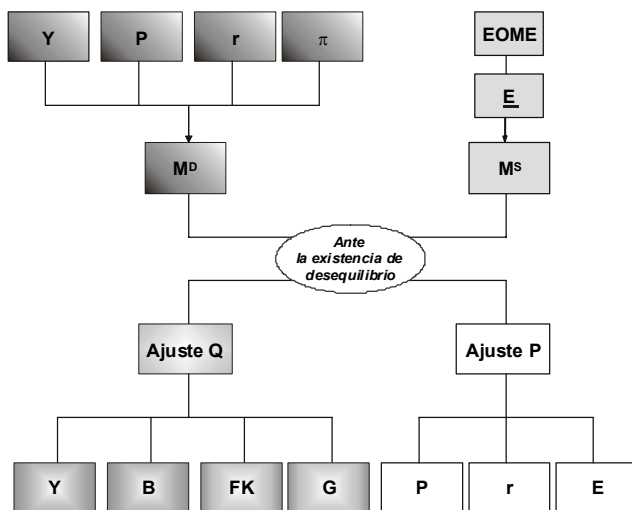 Y P r π EOME
E
Mᴰ Mˢ
Ante
la existencia de
desequilibrio
Ajuste Q Ajuste P
Y B FK G P r E